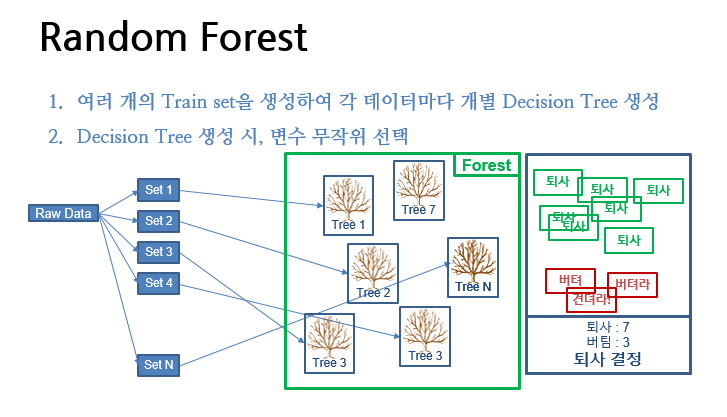 Random Forest
1. 여러 개의 Train set을 생성하여 각 데이터마다 개별 Decision Tree 생성
2. Decision Tree 생성 시, 변수 무작위 선택
Raw Data
Set 1
Set 2
Set 3
Set 4
Set N
Forest
Tree 1
Tree 7
Tree 2
Tree N
Tree 3
Tree 3
퇴사
퇴사
퇴사
퇴사
퇴사
퇴사
퇴사
버텨
버텨라
견뎌라!
퇴사 : 7
버팀 : 3
퇴사 결정